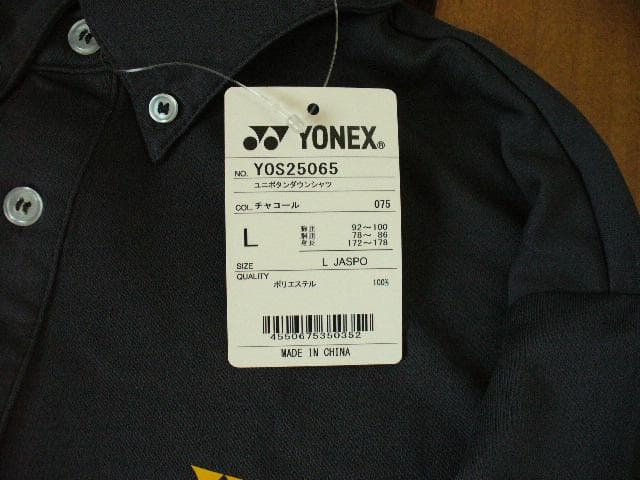 YONEX®
NO. YOS25065
ユニボタンダウンシャツ
COL. チャコール 075
L
胸囲 92～100
胴囲 78～ 86
身長 172～178
SIZE L JASPO
QUALITY
ポリエステル 100%
4550675350352
MADE IN CHINA